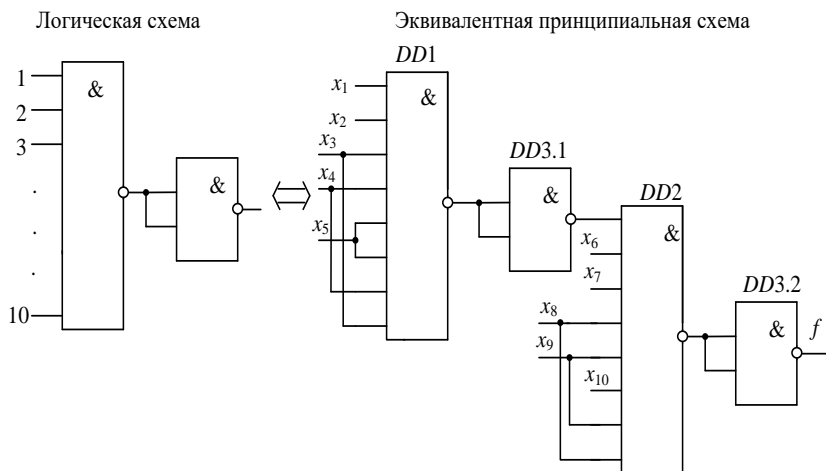 Логическая схема
Эквивалентная принципиальная схема
1
2
3
.
.
.
10
&
&
DD1
x1
x2
x3
x4
x5
&
DD3.1
&
DD2
x6
x7
x8
x9
x10
&
DD3.2
&
f